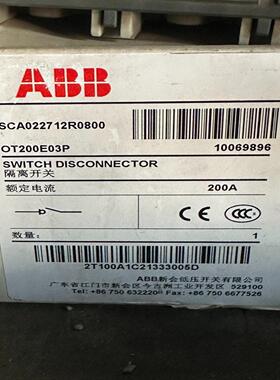 ABB
SCA022712R0800
OT200E03P 10069896
SWITCH DISCONNECTOR
隔离开关
额定电流 200A
CCC
数量: 1
2T100A1C21333005D
ABB新会低压开关有限公司
广东省江门市新会区今古洲工业开发区 529100
Tel: +86 750 632220 Fax: +86 750 6677526